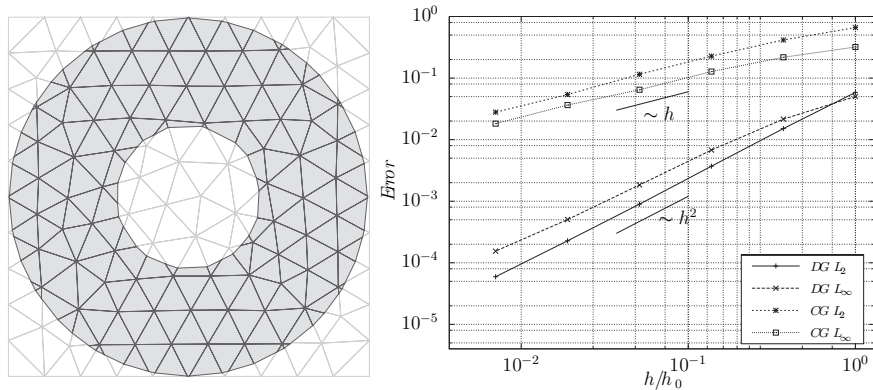 10^0
10^{-1}
10^{-2}
10^{-3}
10^{-4}
10^{-5}
Error
∼ h
∼ h^2
DG L_2
DG L_∞
CG L_2
CG L_∞
10^{-2}
10^{-1}
10^0
h/h_0